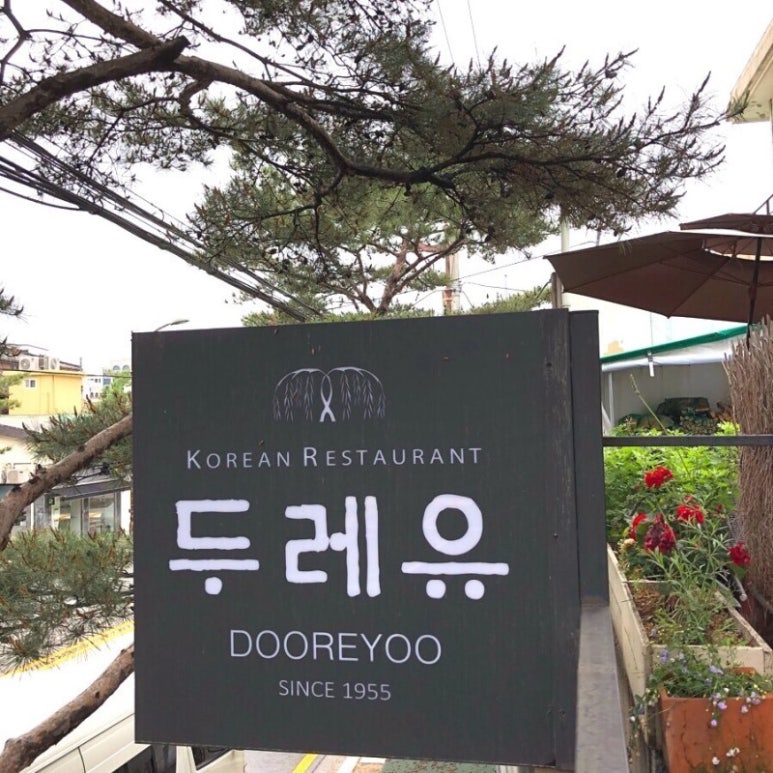 KOREAN RESTAURANT
두레유
DOOREYOO
SINCE 1955